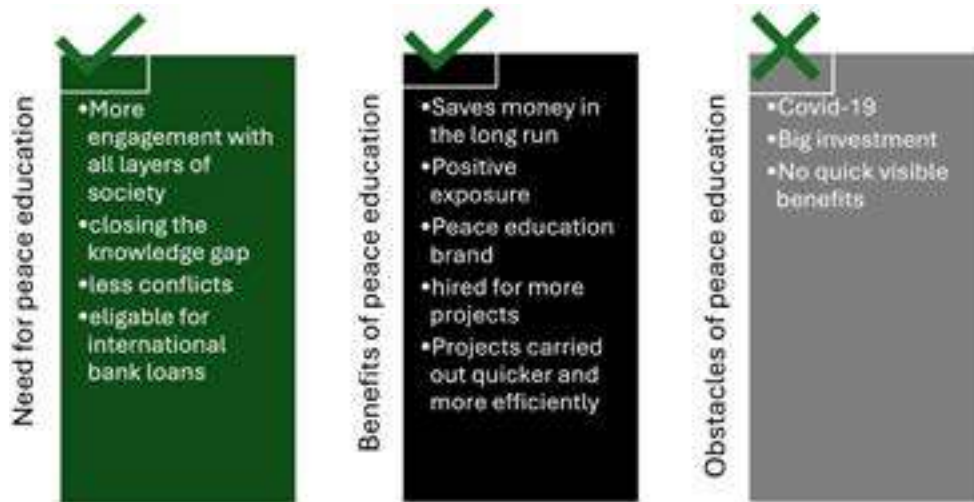 Need for peace education
•More
engagement with
all layers of
society
•closing the
knowledge gap
•less conflicts
•eligable for
international
bank loans
Benefits of peace education
•Saves money in
the long run
•Positive
exposure
•Peace education
brand
•hired for more
projects
•Projects carried
out quicker and
more efficiently
Obstacles of peace education
•Covid-19
•Big investment
•No quick visible
benefits